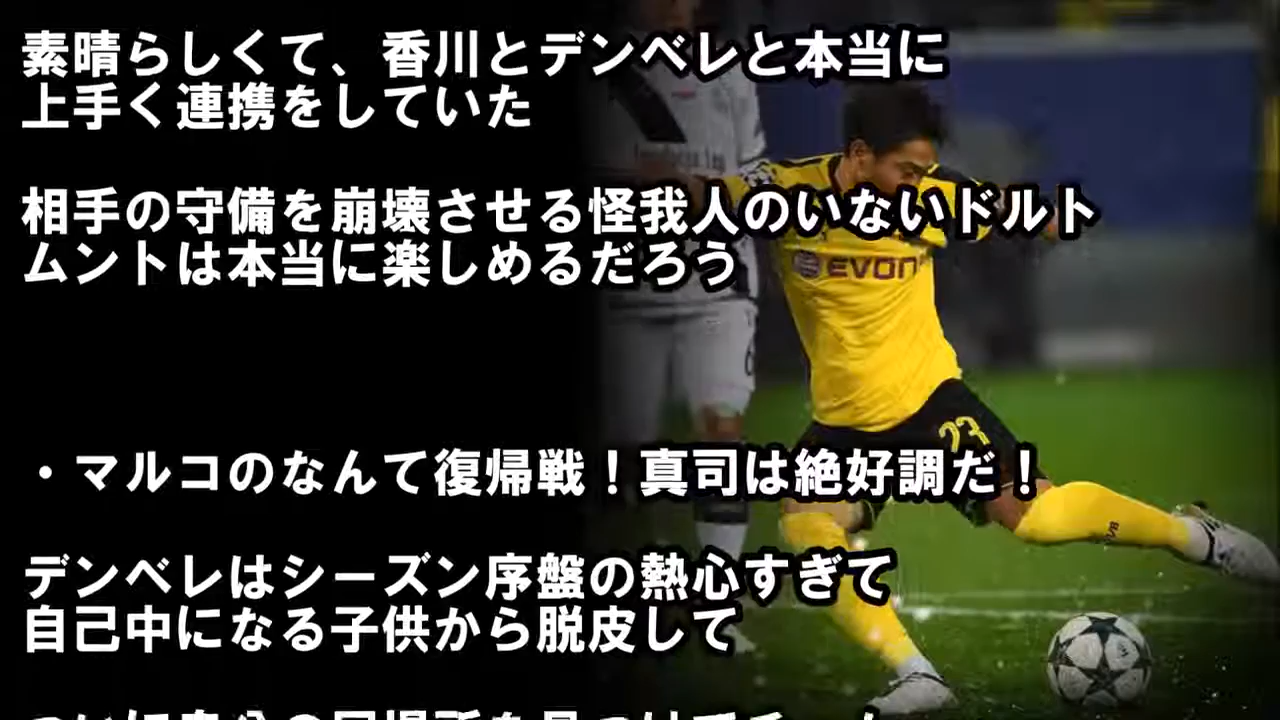 素晴らしくて、香川とデンベレと本当に
上手く連携をしていた
相手の守備を崩壊させる怪我人のいないドルト
ムントは本当に楽しめるだろう
・マルコのなんて復帰戦！真司は絶好調だ！
デンベレはシーズン序盤の熱心すぎて
自己中になる子供から脱皮して
EVON
23